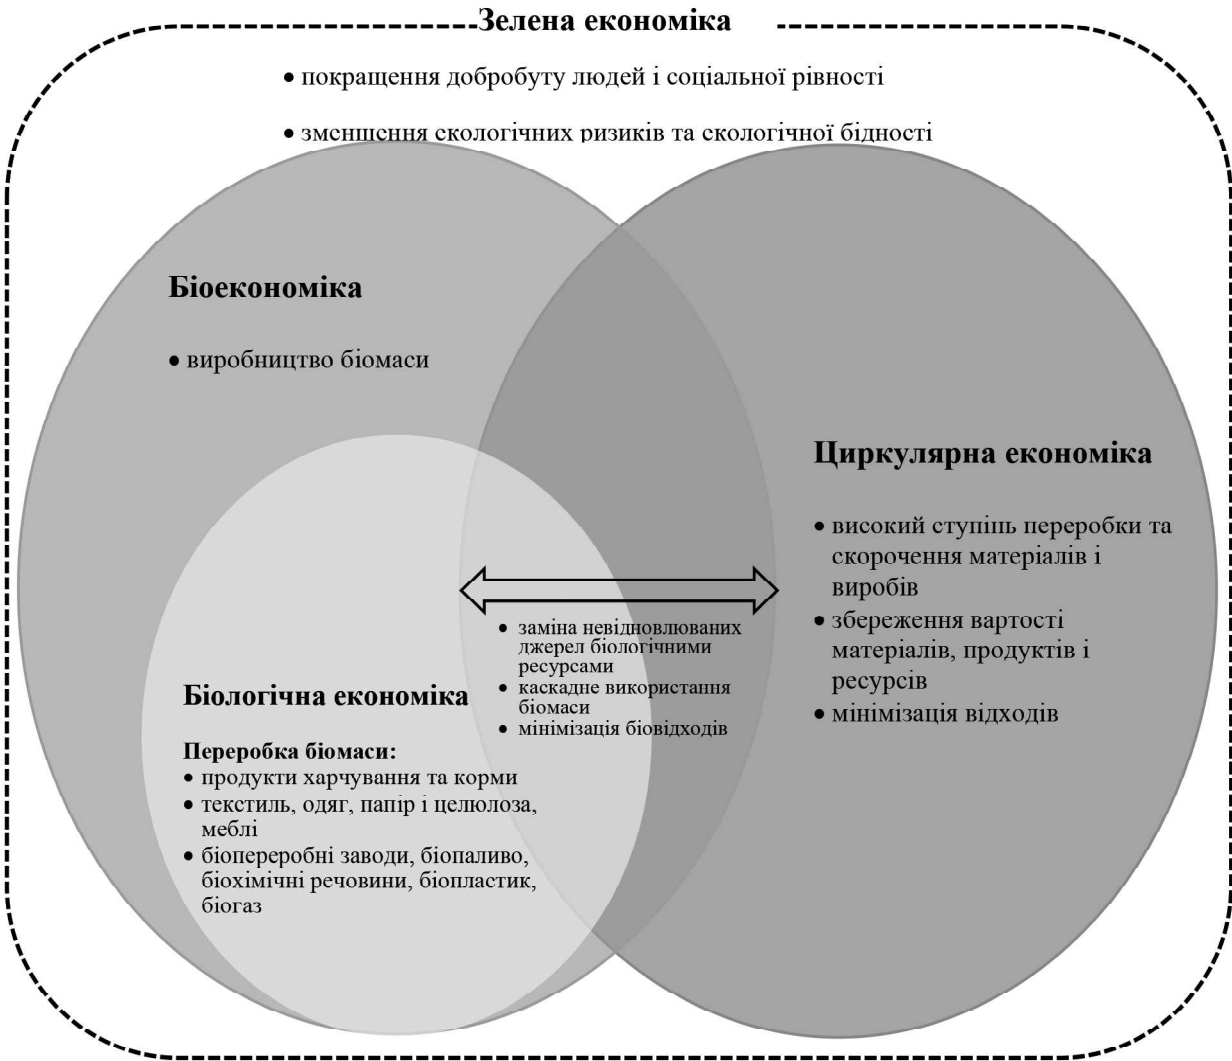 Зелена економіка
• покращення добробуту людей і соціальної рівності
• зменшення екологічних ризиків та екологічної бідності
Біоекономіка
• виробництво біомаси
Циркулярна економіка
• високий ступінь переробки та
скорочення матеріалів і
виробів
• збереження вартості
матеріалів, продуктів і
ресурсів
• мінімізація відходів
• заміна невідновлюваних
джерел біологічними
ресурсами
• каскадне використання
біомаси
• мінімізація біовідходів
Біологічна економіка
Переробка біомаси:
• продукти харчування та корми
• текстиль, одяг, папір і целюлоза,
меблі
• біопереробні заводи, біопаливо,
біохімічні речовини, біопластик,
біогаз